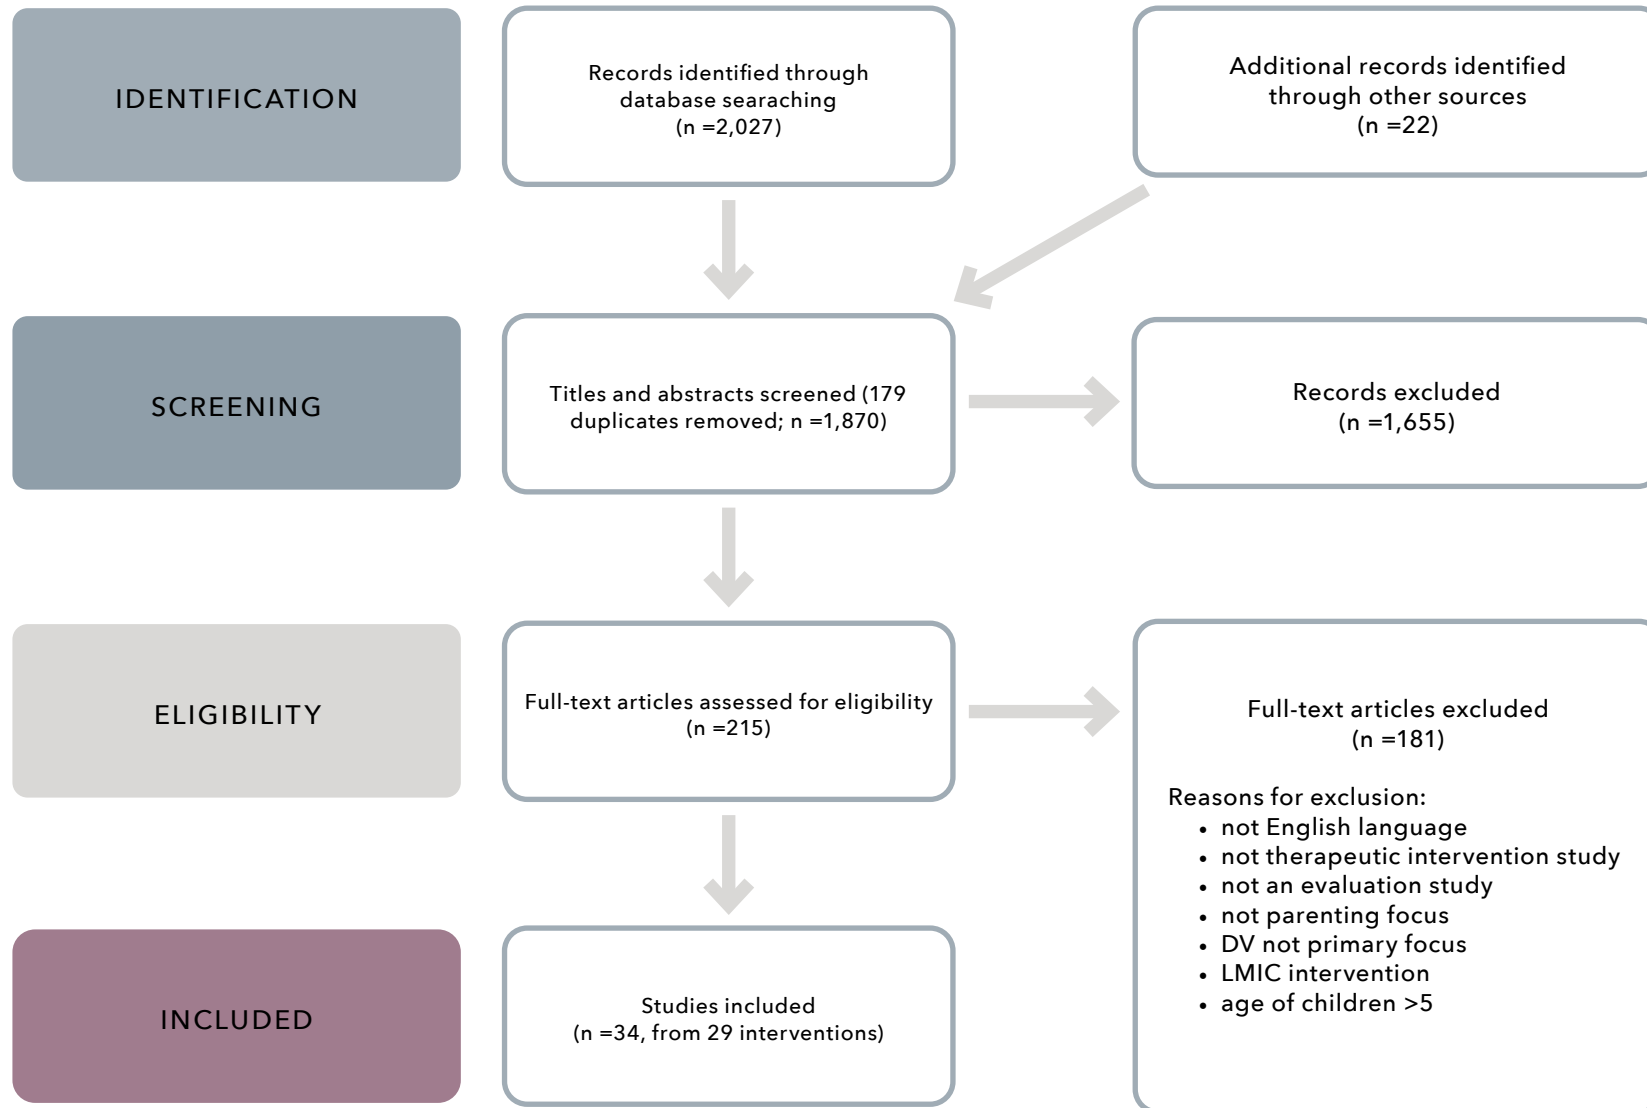 IDENTIFICATION
Records identified through
database searaching
(n =2,027)
Additional records identified
through other sources
(n =22)
SCREENING
Titles and abstracts screened (179
duplicates removed; n =1,870)
Records excluded
(n =1,655)
ELIGIBILITY
Full-text articles assessed for eligibility
(n =215)
Full-text articles excluded
(n =181)
Reasons for exclusion:
• not English language
• not therapeutic intervention study
• not an evaluation study
• not parenting focus
• DV not primary focus
• LMIC intervention
• age of children >5
INCLUDED
Studies included
(n =34, from 29 interventions)